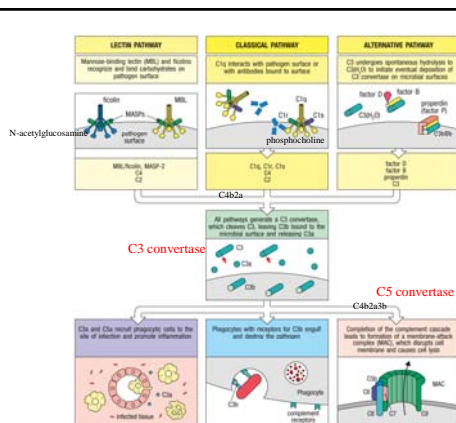 LECTIN PATHWAY
CLASSICAL PATHWAY
ALTERNATIVE PATHWAY
Mannose-binding lectin (MBL) and ficolins
recognize and bind carbohydrates on
pathogen surface
C1q interacts with pathogen surface or
with antibodies bound to surface
C3 undergoes spontaneous hydrolysis to
C3(H₂O) to initiate eventual deposition of
C3 convertase on microbial surfaces
ficolin
MBL
MASPs
N-acetylglucosamine
pathogen
surface
C1q
C1r
C1s
phosphocholine
factor D
factor B
C3(H₂O)
properdin
(factor P)
C3bBb
MBL/ficolin, MASP-2
C4
C2
C1q, C1r, C1s
C4
C2
factor D
factor B
properdin
C3
C4b2a
All pathways generate a C3 convertase,
which cleaves C3, leaving C3b bound to the
microbial surface and releasing C3a
C3 convertase
C3
C3a
C3b
C5 convertase
C4b2a3b
C3a and C5a recruit phagocytic cells to the
site of infection and promote inflammation
Phagocytes with receptors for C3b engulf
and destroy the pathogen
Completion of the complement cascade
leads to formation of a membrane-attack
complex (MAC), which disrupts cell
membrane and causes cell lysis
+ C3a
infected tissue
C3b
Phagocyte
complement
receptors
C5b
MAC
C6
C8
C7
C9